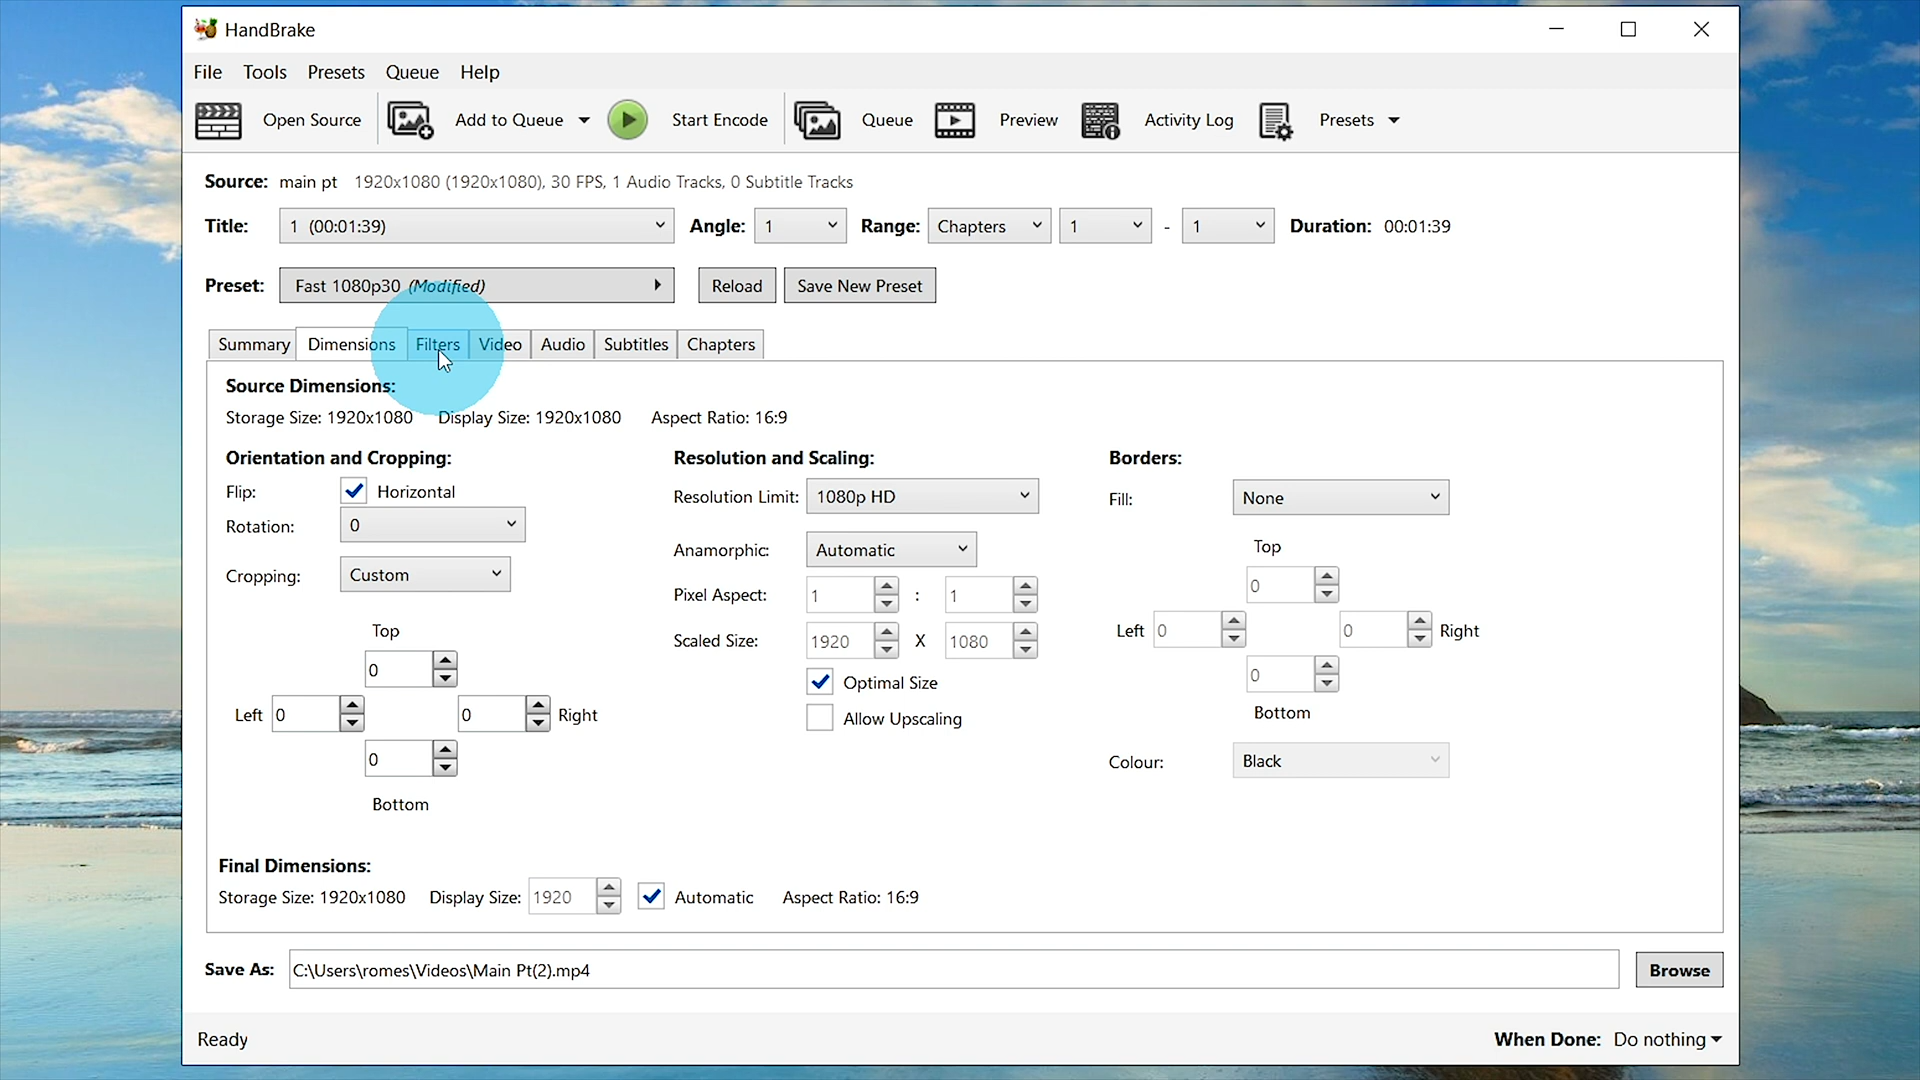 HandBrake
File Tools Presets Queue Help
Open Source Add to Queue Start Encode Queue Preview Activity Log Presets
Source: main pt 1920x1080 (1920x1080), 30 FPS, 1 Audio Tracks, 0 Subtitle Tracks
Title: 1 (00:01:39) Angle: 1 Range: Chapters 1 - 1 Duration: 00:01:39
Preset: Fast 1080p30 (Modified) Reload Save New Preset
Summary Dimensions Filters Video Audio Subtitles Chapters
Source Dimensions:
Storage Size: 1920x1080 Display Size: 1920x1080 Aspect Ratio: 16:9
Orientation and Cropping:
Flip: Horizontal
Rotation: 0
Cropping: Custom
Top
0
Left 0 0 Right
0
Bottom
Resolution and Scaling:
Resolution Limit: 1080p HD
Anamorphic: Automatic
Pixel Aspect: 1 : 1
Scaled Size: 1920 X 1080
Optimal Size
Allow Upscaling
Borders:
Fill: None
Top
0
Left 0 0 Right
0
Bottom
Colour: Black
Final Dimensions:
Storage Size: 1920x1080 Display Size: 1920 Automatic Aspect Ratio: 16:9
Save As: C:\Users\romes\Videos\Main Pt(2).mp4 Browse
Ready When Done: Do nothing